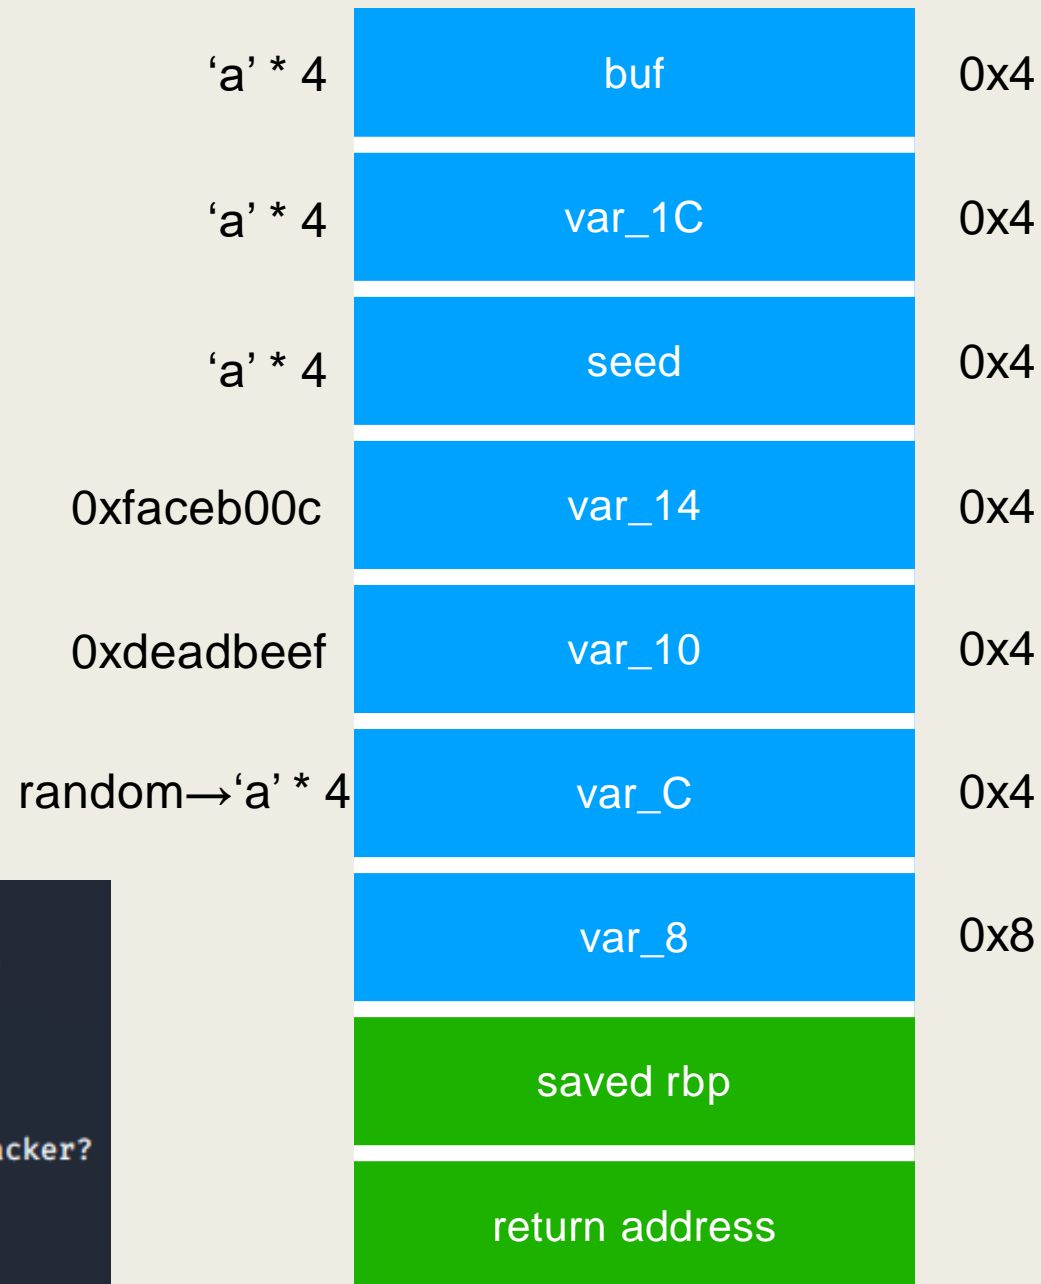 ‘a’ * 4 buf 0x4
‘a’ * 4 var_1C 0x4
‘a’ * 4 seed 0x4
0xfaceb00c var_14 0x4
0xdeadbeef var_10 0x4
random→‘a’ * 4 var_C 0x4
var_8 0x8
saved rbp
acker?
return address